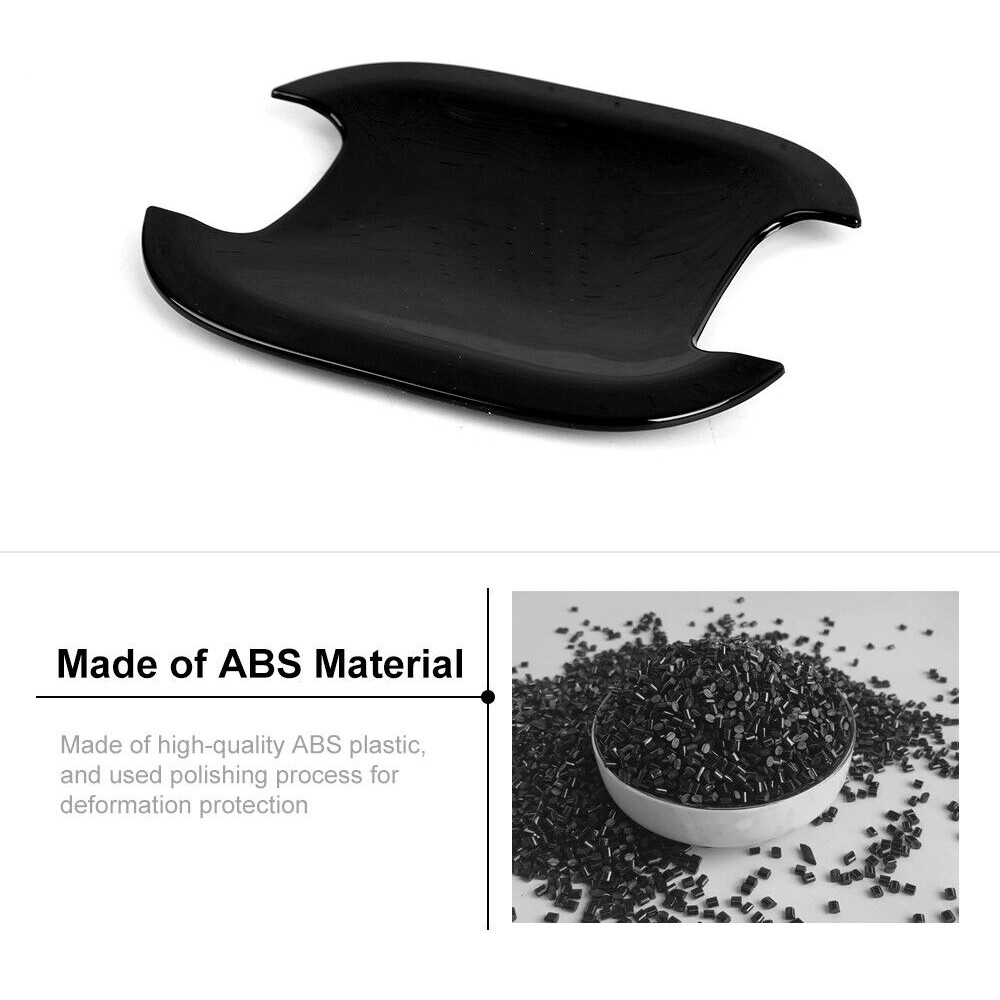 Made of ABS Material
Made of high-quality ABS plastic,
and used polishing process for
deformation protection